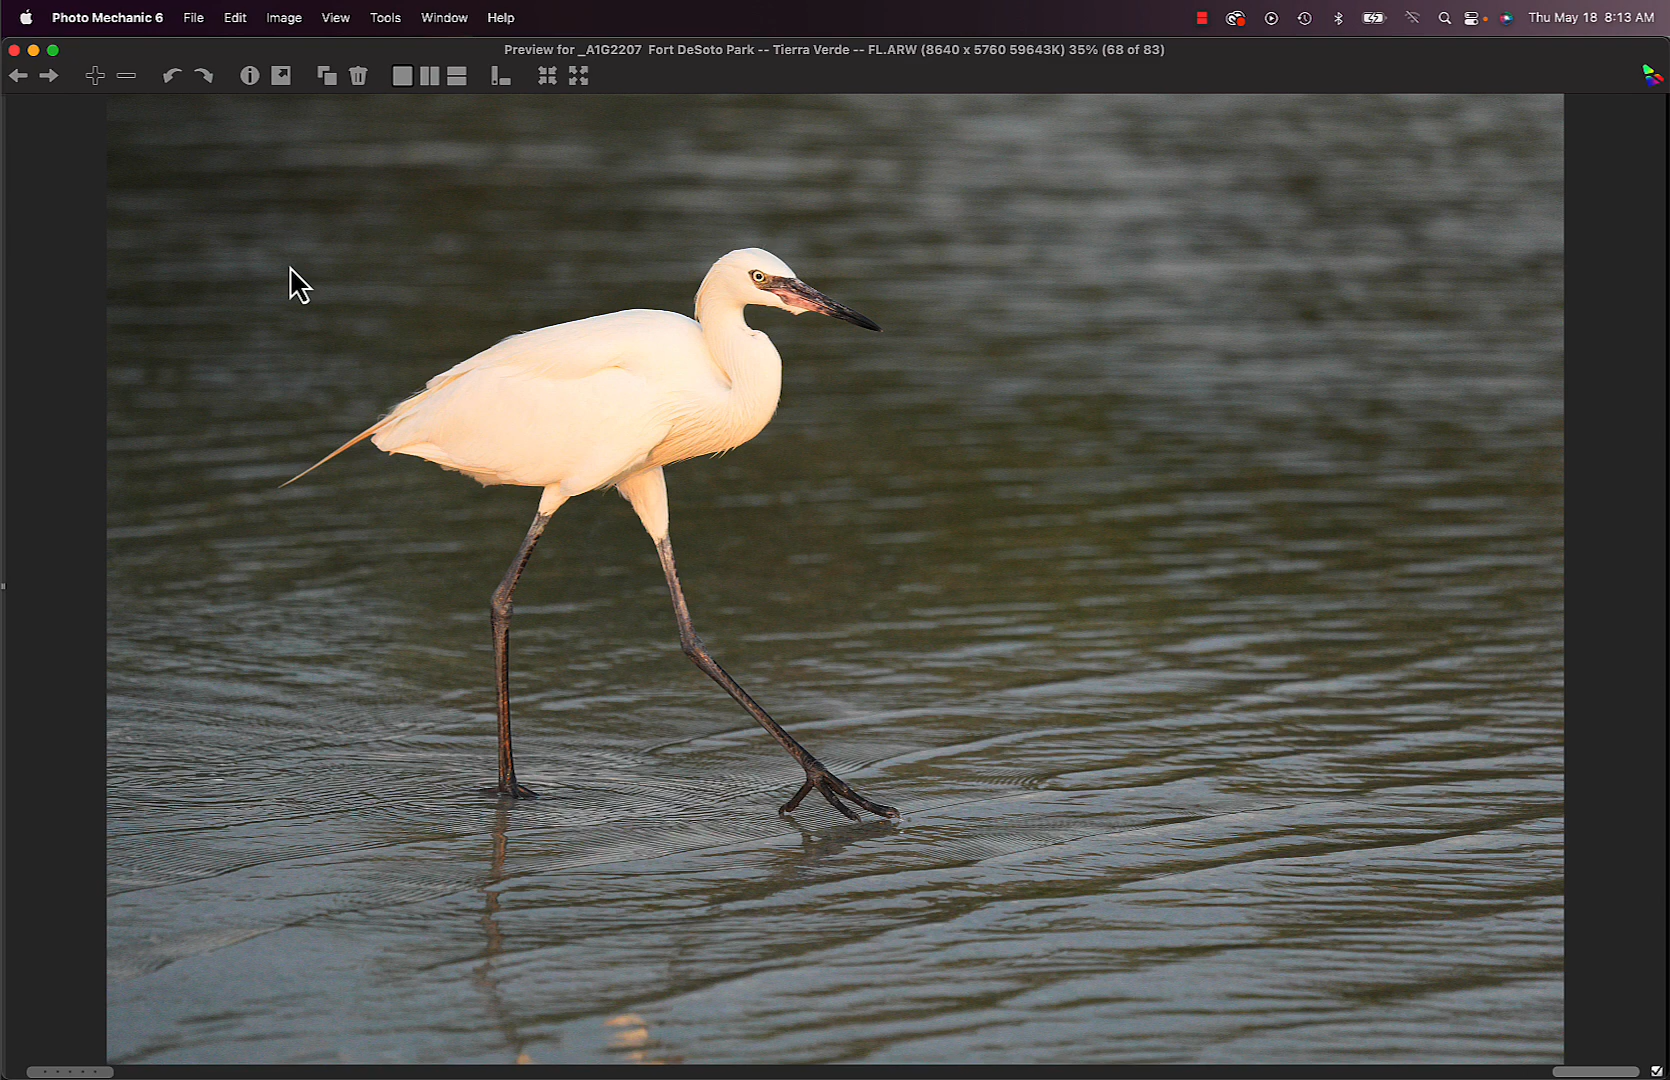 Photo Mechanic 6 File Edit Image View Tools Window Help Thu May 18 8:13 AM
Preview for _A1G2207 Fort DeSoto Park -- Tierra Verde -- FL.ARW (8640 x 5760 59643K) 35% (68 of 83)